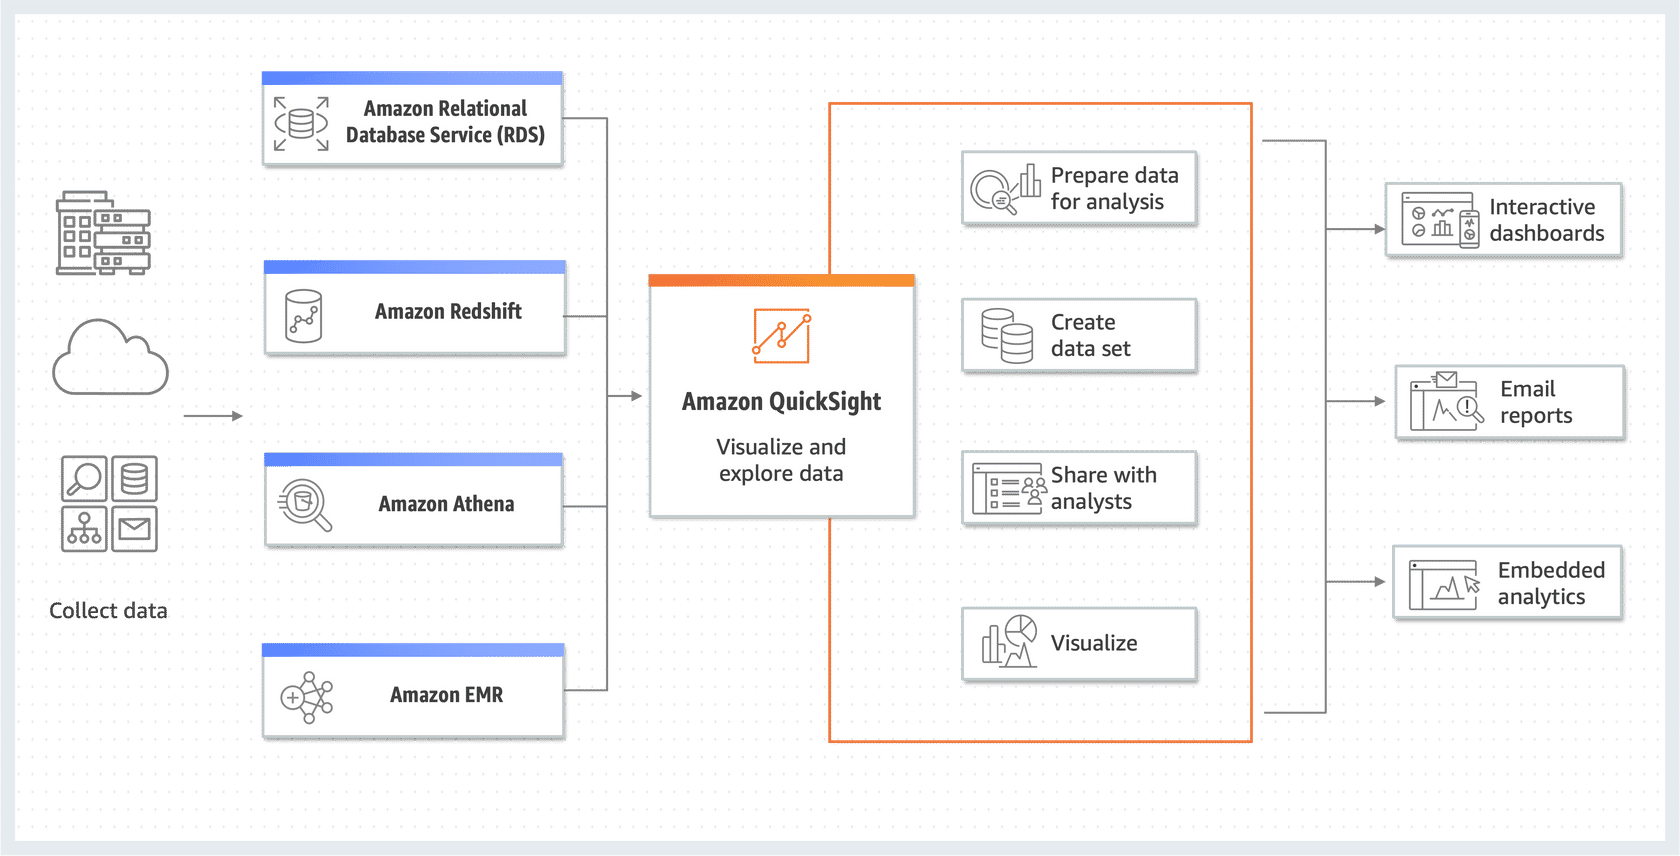 Collect data
Amazon Relational
Database Service (RDS)
Amazon Redshift
Amazon Athena
Amazon EMR
Amazon QuickSight
Visualize and
explore data
Prepare data
for analysis
Create
data set
Share with
analysts
Visualize
Interactive
dashboards
Email
reports
Embedded
analytics